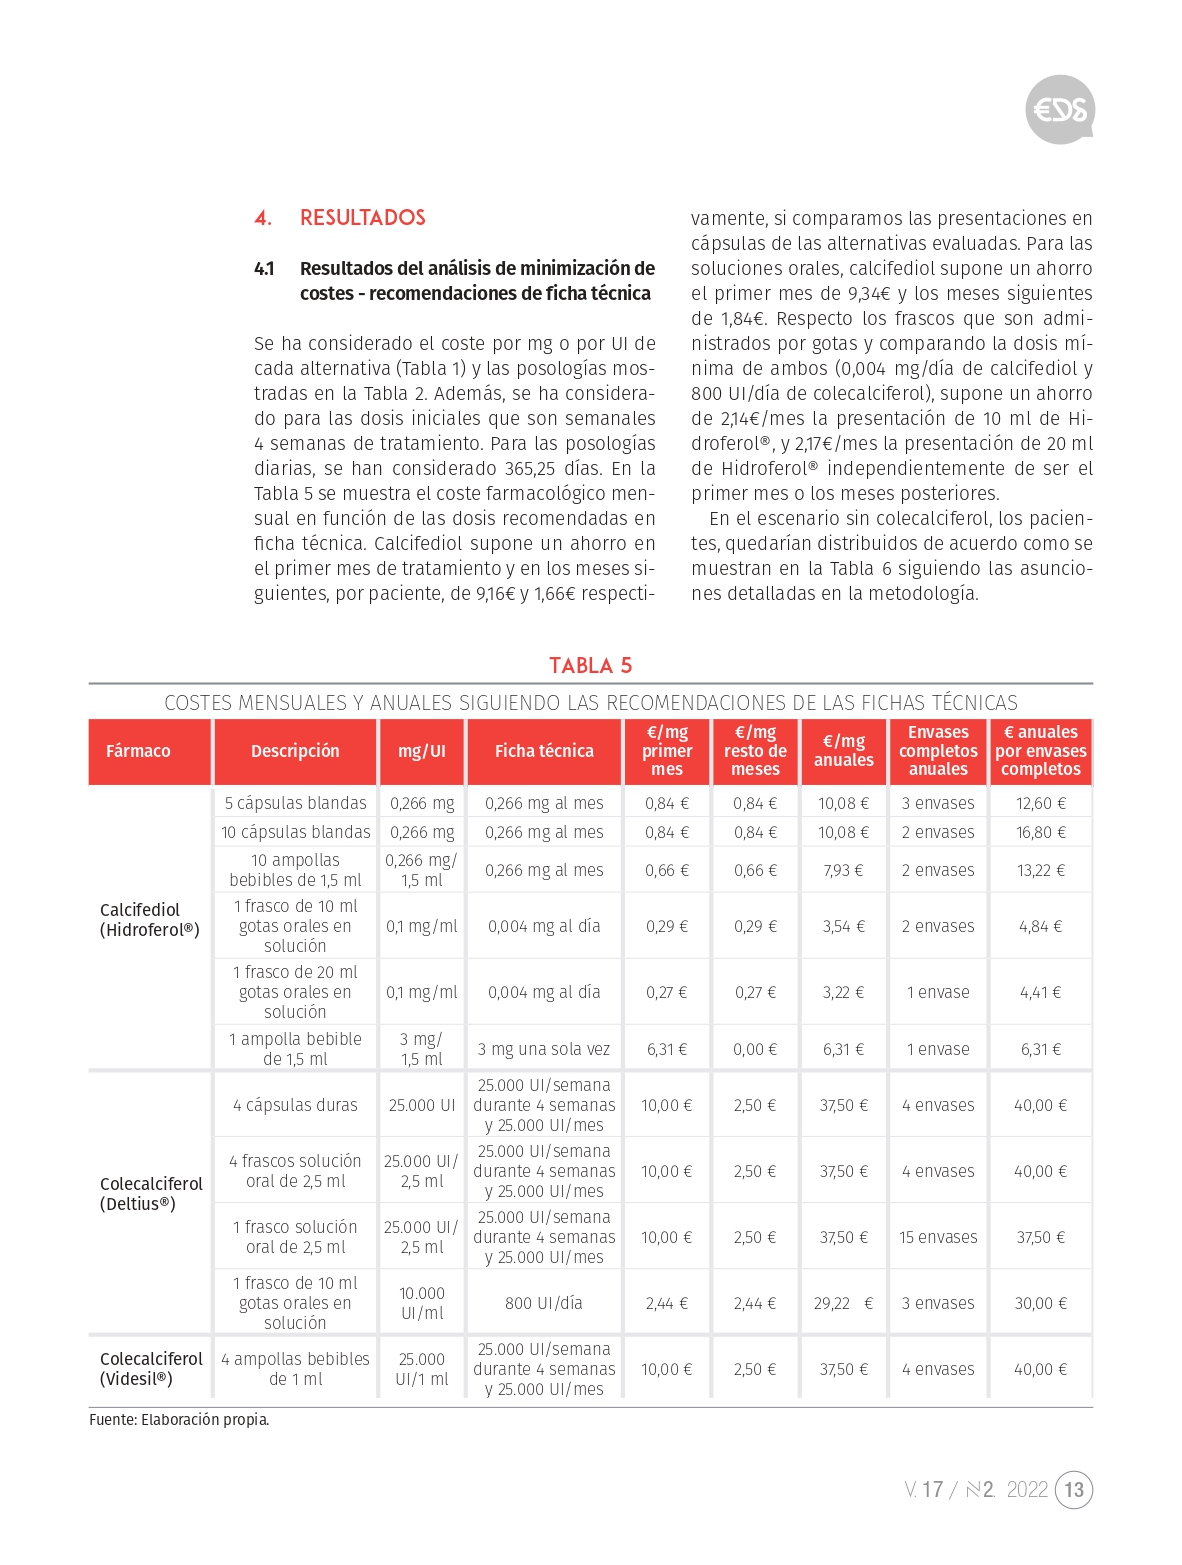 €DS
4. RESULTADOS
4.1 Resultados del análisis de minimización de
costes - recomendaciones de ficha técnica
Se ha considerado el coste por mg o por UI de
cada alternativa (Tabla 1) y las posologías mos-
tradas en la Tabla 2. Además, se ha considera-
do para las dosis iniciales que son semanales
4 semanas de tratamiento. Para las posologías
diarias, se han considerado 365,25 días. En la
Tabla 5 se muestra el coste farmacológico men-
sual en función de las dosis recomendadas en
ficha técnica. Calcifediol supone un ahorro en
el primer mes de tratamiento y en los meses si-
guientes, por paciente, de 9,16€ y 1,66€ respecti-
vamente, si comparamos las presentaciones en
cápsulas de las alternativas evaluadas. Para las
soluciones orales, calcifediol supone un ahorro
el primer mes de 9,34€ y los meses siguientes
de 1,84€. Respecto los frascos que son admi-
nistrados por gotas y comparando la dosis mí-
nima de ambos (0,004 mg/día de calcifediol y
800 UI/día de colecalciferol), supone un ahorro
de 2,14€/mes la presentación de 10 ml de Hi-
droferol®, y 2,17€/mes la presentación de 20 ml
de Hidroferol® independientemente de ser el
primer mes o los meses posteriores.
En el escenario sin colecalciferol, los pacien-
tes, quedarían distribuidos de acuerdo como se
muestran en la Tabla 6 siguiendo las asuncio-
nes detalladas en la metodología.
TABLA 5
COSTES MENSUALES Y ANUALES SIGUIENDO LAS RECOMENDACIONES DE LAS FICHAS TÉCNICAS
Fármaco Descripción mg/UI Ficha técnica €/mg primer mes €/mg resto de meses €/mg anuales Envases completos anuales € anuales por envases completos
Calcifediol (Hidroferol®)
5 cápsulas blandas 0,266 mg 0,266 mg al mes 0,84 € 0,84 € 10,08 € 3 envases 12,60 €
10 cápsulas blandas 0,266 mg 0,266 mg al mes 0,84 € 0,84 € 10,08 € 2 envases 16,80 €
10 ampollas bebibles de 1,5 ml 0,266 mg/ 1,5 ml 0,266 mg al mes 0,66 € 0,66 € 7,93 € 2 envases 13,22 €
1 frasco de 10 ml gotas orales en solución 0,1 mg/ml 0,004 mg al día 0,29 € 0,29 € 3,54 € 2 envases 4,84 €
1 frasco de 20 ml gotas orales en solución 0,1 mg/ml 0,004 mg al día 0,27 € 0,27 € 3,22 € 1 envase 4,41 €
1 ampolla bebible de 1,5 ml 3 mg/ 1,5 ml 3 mg una sola vez 6,31 € 0,00 € 6,31 € 1 envase 6,31 €
Colecalciferol (Deltius®)
4 cápsulas duras 25.000 UI 25.000 UI/semana durante 4 semanas y 25.000 UI/mes 10,00 € 2,50 € 37,50 € 4 envases 40,00 €
4 frascos solución oral de 2,5 ml 25.000 UI/ 2,5 ml 25.000 UI/semana durante 4 semanas y 25.000 UI/mes 10,00 € 2,50 € 37,50 € 4 envases 40,00 €
1 frasco solución oral de 2,5 ml 25.000 UI/ 2,5 ml 25.000 UI/semana durante 4 semanas y 25.000 UI/mes 10,00 € 2,50 € 37,50 € 15 envases 37,50 €
1 frasco de 10 ml gotas orales en solución 10.000 UI/ml 800 UI/día 2,44 € 2,44 € 29,22 € 3 envases 30,00 €
Colecalciferol (Videsil®)
4 ampollas bebibles de 1 ml 25.000 UI/1 ml 25.000 UI/semana durante 4 semanas y 25.000 UI/mes 10,00 € 2,50 € 37,50 € 4 envases 40,00 €
Fuente: Elaboración propia.
V. 17 / N2. 2022 13